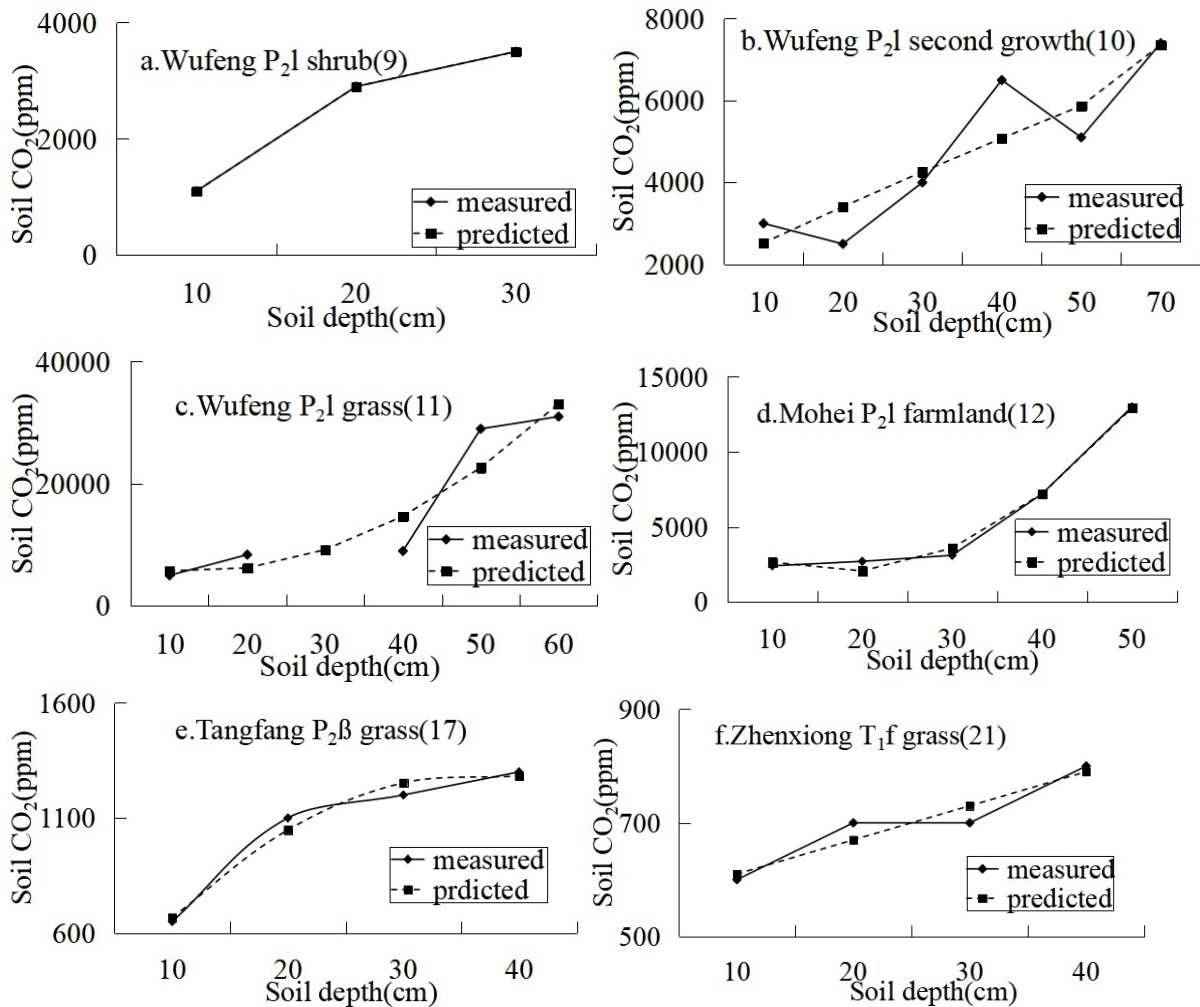 a.Wufeng P₂l shrub(9)
Soil CO₂(ppm)
4000
2000
0
measured
predicted
10 20 30
Soil depth(cm)
b.Wufeng P₂l second growth(10)
Soil CO₂(ppm)
8000
6000
4000
2000
measured
predicted
10 20 30 40 50 70
Soil depth(cm)
c.Wufeng P₂l grass(11)
Soil CO₂(ppm)
40000
20000
0
measured
predicted
10 20 30 40 50 60
Soil depth(cm)
d.Mohei P₂l farmland(12)
Soil CO₂(ppm)
15000
10000
5000
0
measured
predicted
10 20 30 40 50
Soil depth(cm)
e.Tangfang P₂ß grass(17)
Soil CO₂(ppm)
1600
1100
600
measured
prdicted
10 20 30 40
Soil depth(cm)
f.Zhenxiong T₁f grass(21)
Soil CO₂(ppm)
900
700
500
measured
predicted
10 20 30 40
Soil depth(cm)